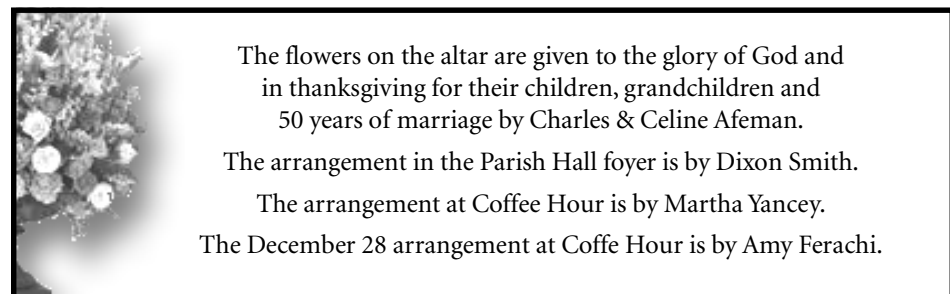 The flowers on the altar are given to the glory of God and
in thanksgiving for their children, grandchildren and
50 years of marriage by Charles & Celine Afeman.
The arrangement in the Parish Hall foyer is by Dixon Smith.
The arrangement at Coffee Hour is by Martha Yancey.
The December 28 arrangement at Coffe Hour is by Amy Ferachi.